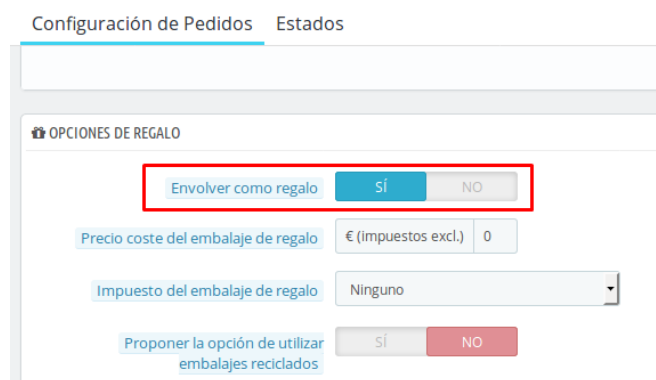 Configuración de Pedidos Estados
OPCIONES DE REGALO
Envolver como regalo SÍ NO
Precio coste del embalaje de regalo € (impuestos excl.) 0
Impuesto del embalaje de regalo Ninguno
Proponer la opción de utilizar SÍ NO
embalajes reciclados